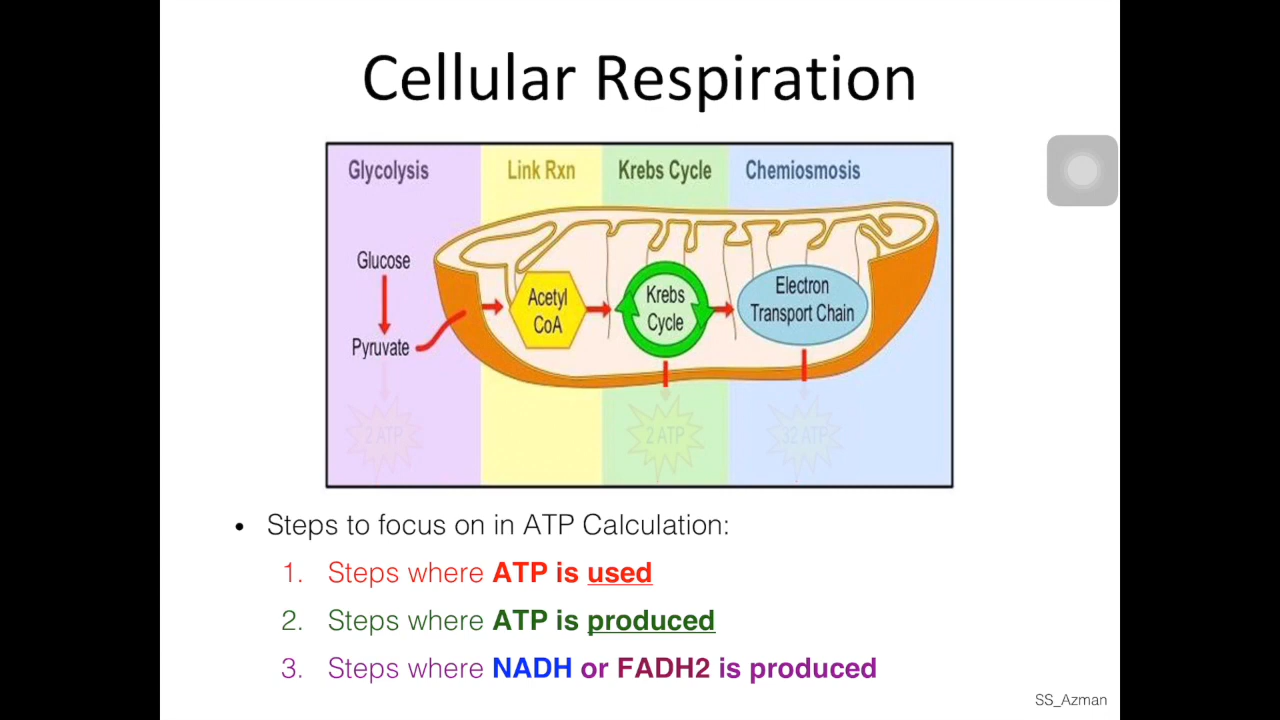 Cellular Respiration
Glycolysis Link Rxn Krebs Cycle Chemiosmosis
Glucose
Pyruvate
Acetyl
CoA
Krebs
Cycle
Electron
Transport Chain
2 ATP 2 ATP 32 ATP
• Steps to focus on in ATP Calculation:
1. Steps where ATP is used
2. Steps where ATP is produced
3. Steps where NADH or FADH2 is produced
SS_Azman